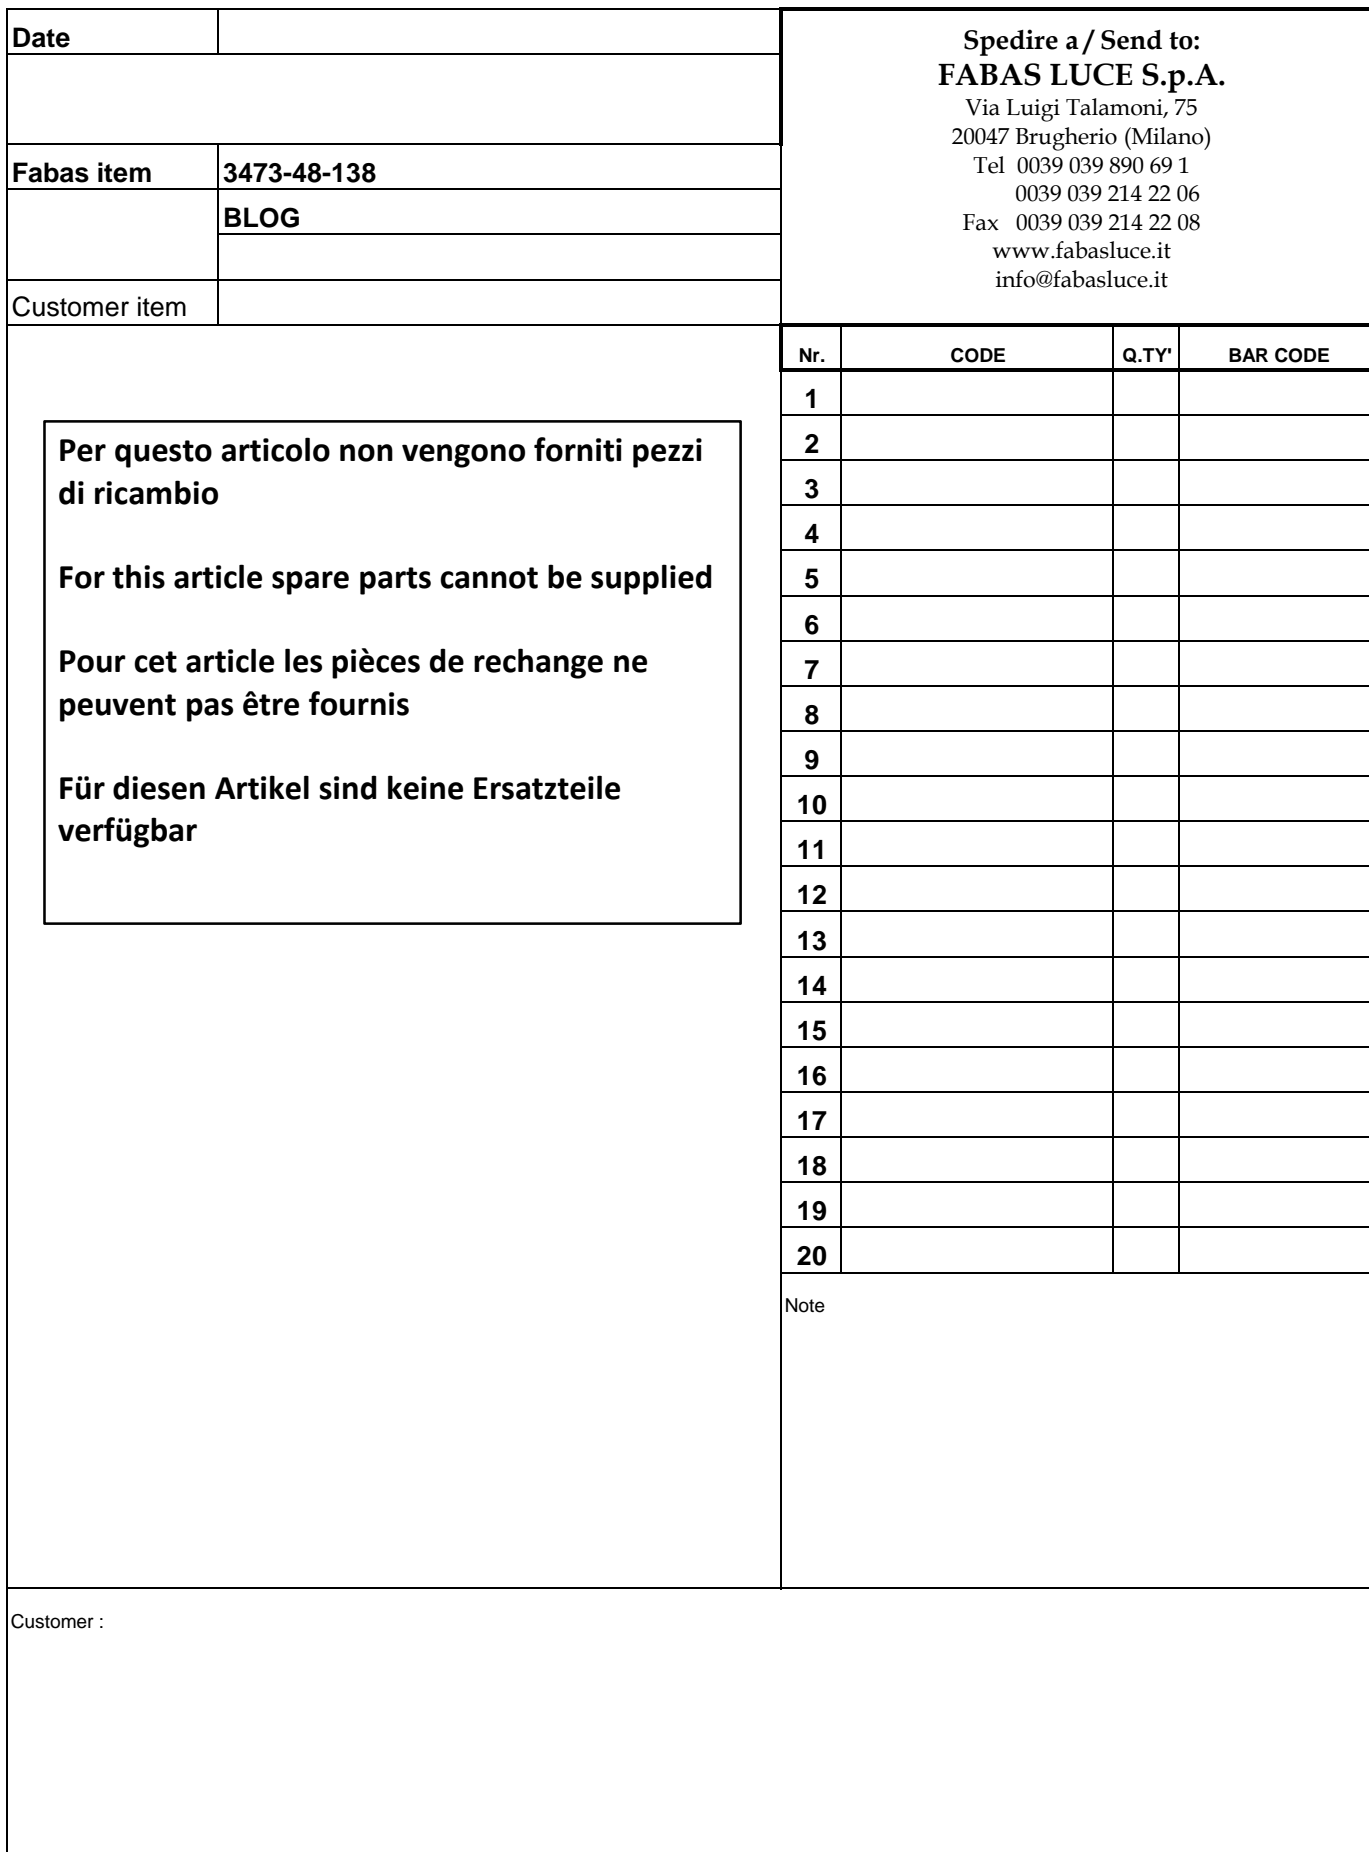 Date
Spedire a / Send to:
FABAS LUCE S.p.A.
Via Luigi Talamoni, 75
20047 Brugherio (Milano)
Tel 0039 039 890 69 1
0039 039 214 22 06
Fax 0039 039 214 22 08
www.fabasluce.it
info@fabasluce.it
Fabas item 3473-48-138
BLOG
Customer item
Per questo articolo non vengono forniti pezzi
di ricambio
For this article spare parts cannot be supplied
Pour cet article les pièces de rechange ne
peuvent pas être fournis
Für diesen Artikel sind keine Ersatzteile
verfügbar
Nr. CODE Q.TY' BAR CODE
1
2
3
4
5
6
7
8
9
10
11
12
13
14
15
16
17
18
19
20
Note
Customer :